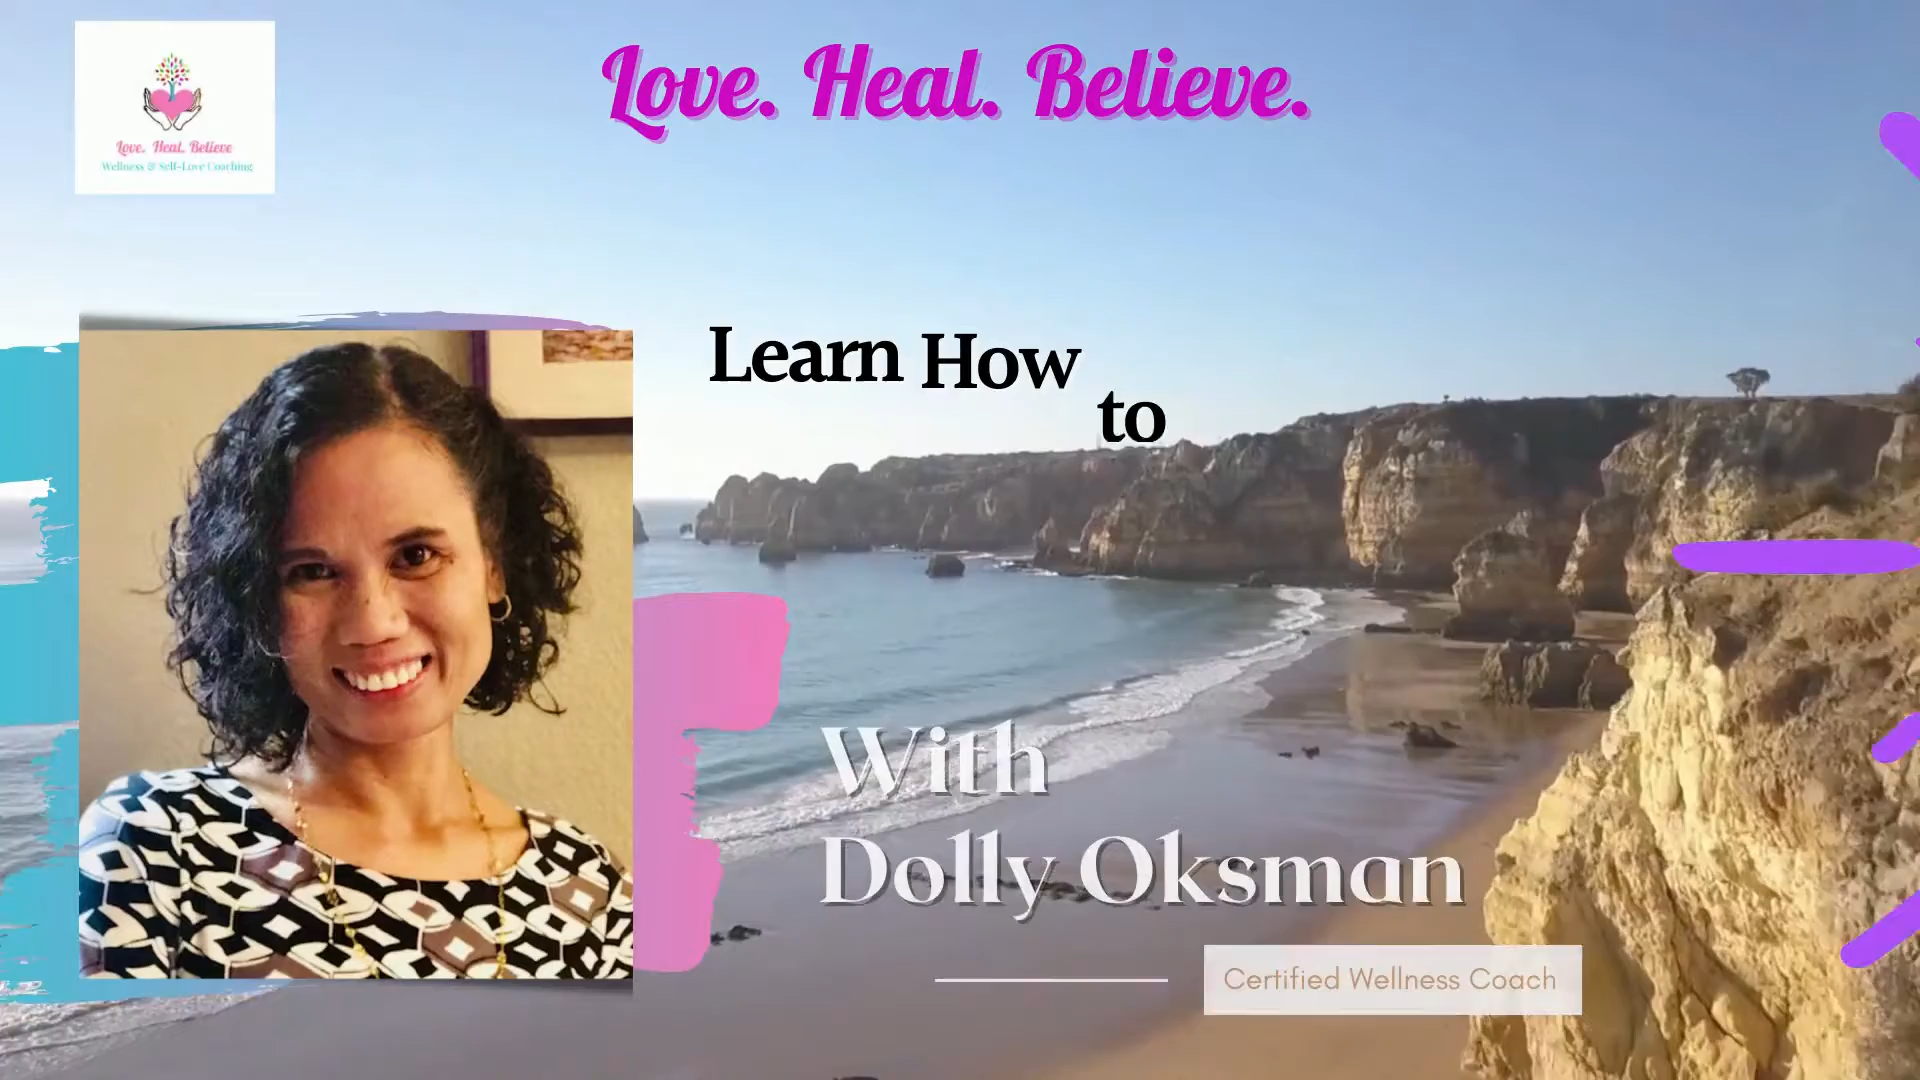 Love. Heal. Believe.
Love. Heal. Believe
Wellness & Self-Love Coaching
Learn How
to
With
Dolly Oksman
Certified Wellness Coach